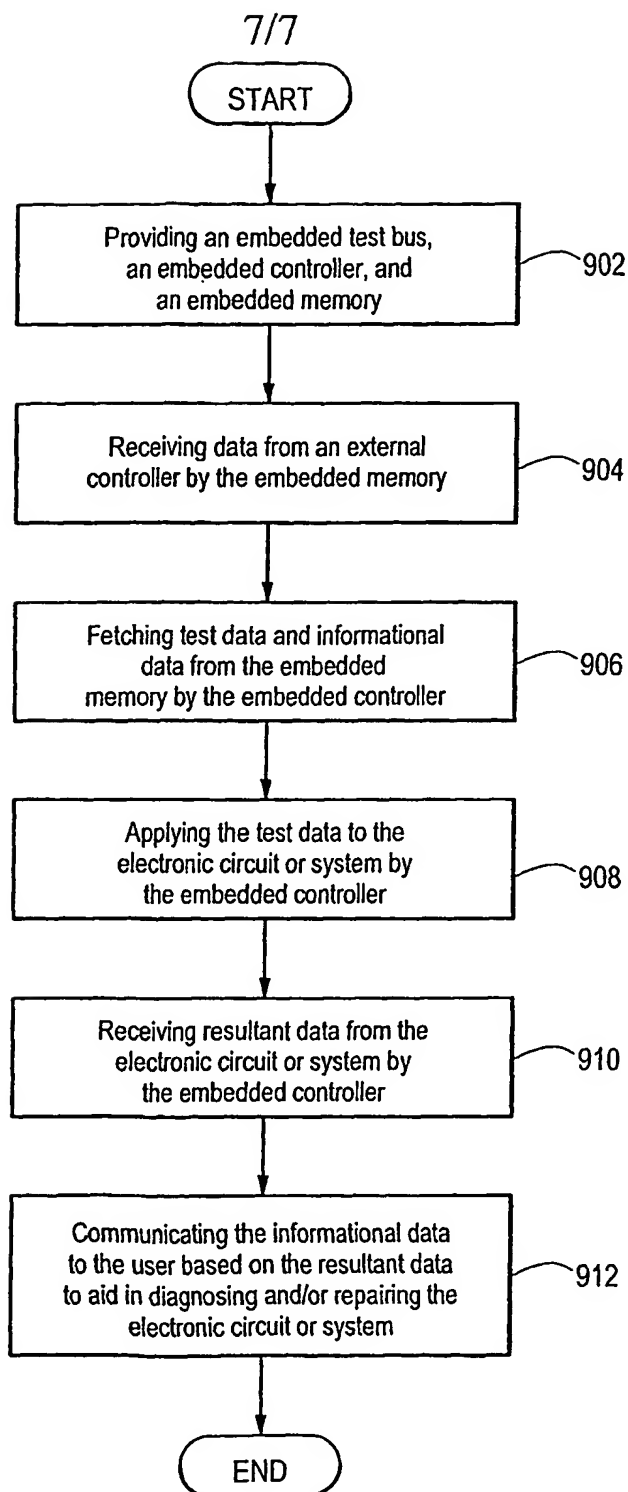 7/7
START
Providing an embedded test bus,
an embedded controller, and
an embedded memory
902
Receiving data from an external
controller by the embedded memory
904
Fetching test data and informational
data from the embedded
memory by the embedded controller
906
Applying the test data to the
electronic circuit or system by
the embedded controller
908
Receiving resultant data from the
electronic circuit or system by
the embedded controller
910
Communicating the informational data
to the user based on the resultant data
to aid in diagnosing and/or repairing the
electronic circuit or system
912
END